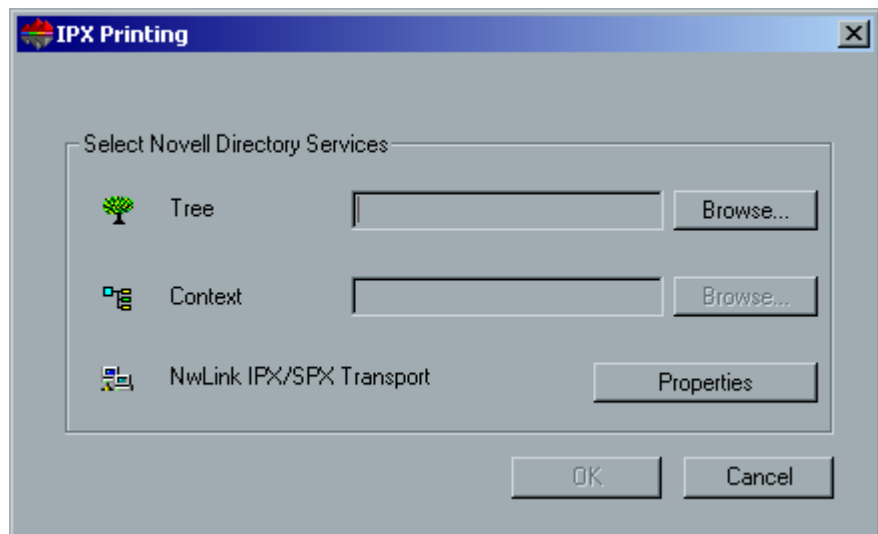 IPX Printing
Select Novell Directory Services
Tree
Browse...
Context
Browse...
NwLink IPX/SPX Transport
Properties
OK
Cancel